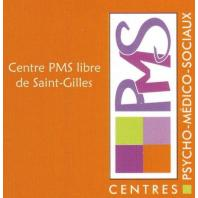 Centre PMS libre
de Saint-Gilles
PMS
CENTRES
PSYCHO-MÉDICO-SOCIAUX